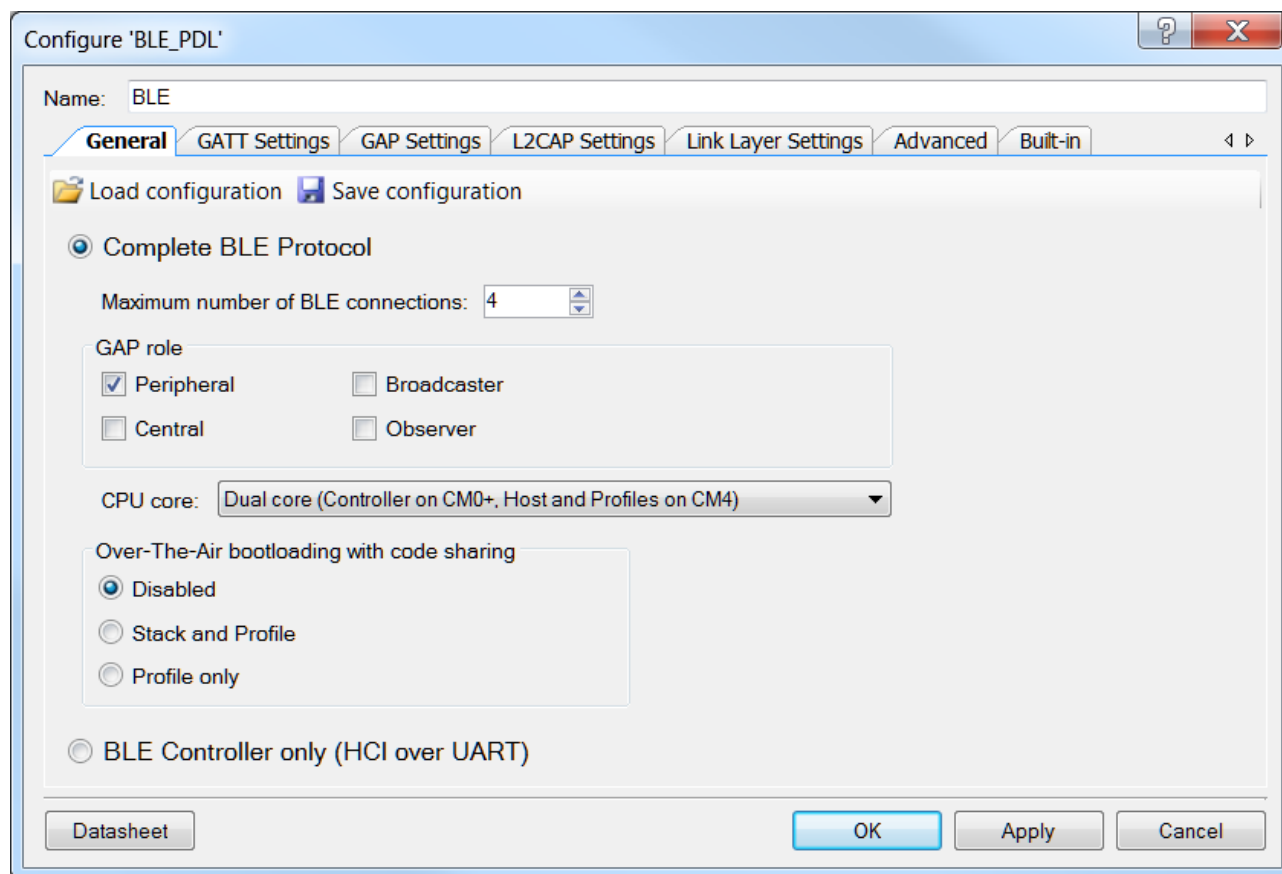 Configure 'BLE_PDL'
Name: BLE
General GATT Settings GAP Settings L2CAP Settings Link Layer Settings Advanced Built-in
Load configuration Save configuration
Complete BLE Protocol
Maximum number of BLE connections: 4
GAP role
Peripheral Broadcaster
Central Observer
CPU core: Dual core (Controller on CM0+, Host and Profiles on CM4)
Over-The-Air bootloading with code sharing
Disabled
Stack and Profile
Profile only
BLE Controller only (HCI over UART)
Datasheet OK Apply Cancel